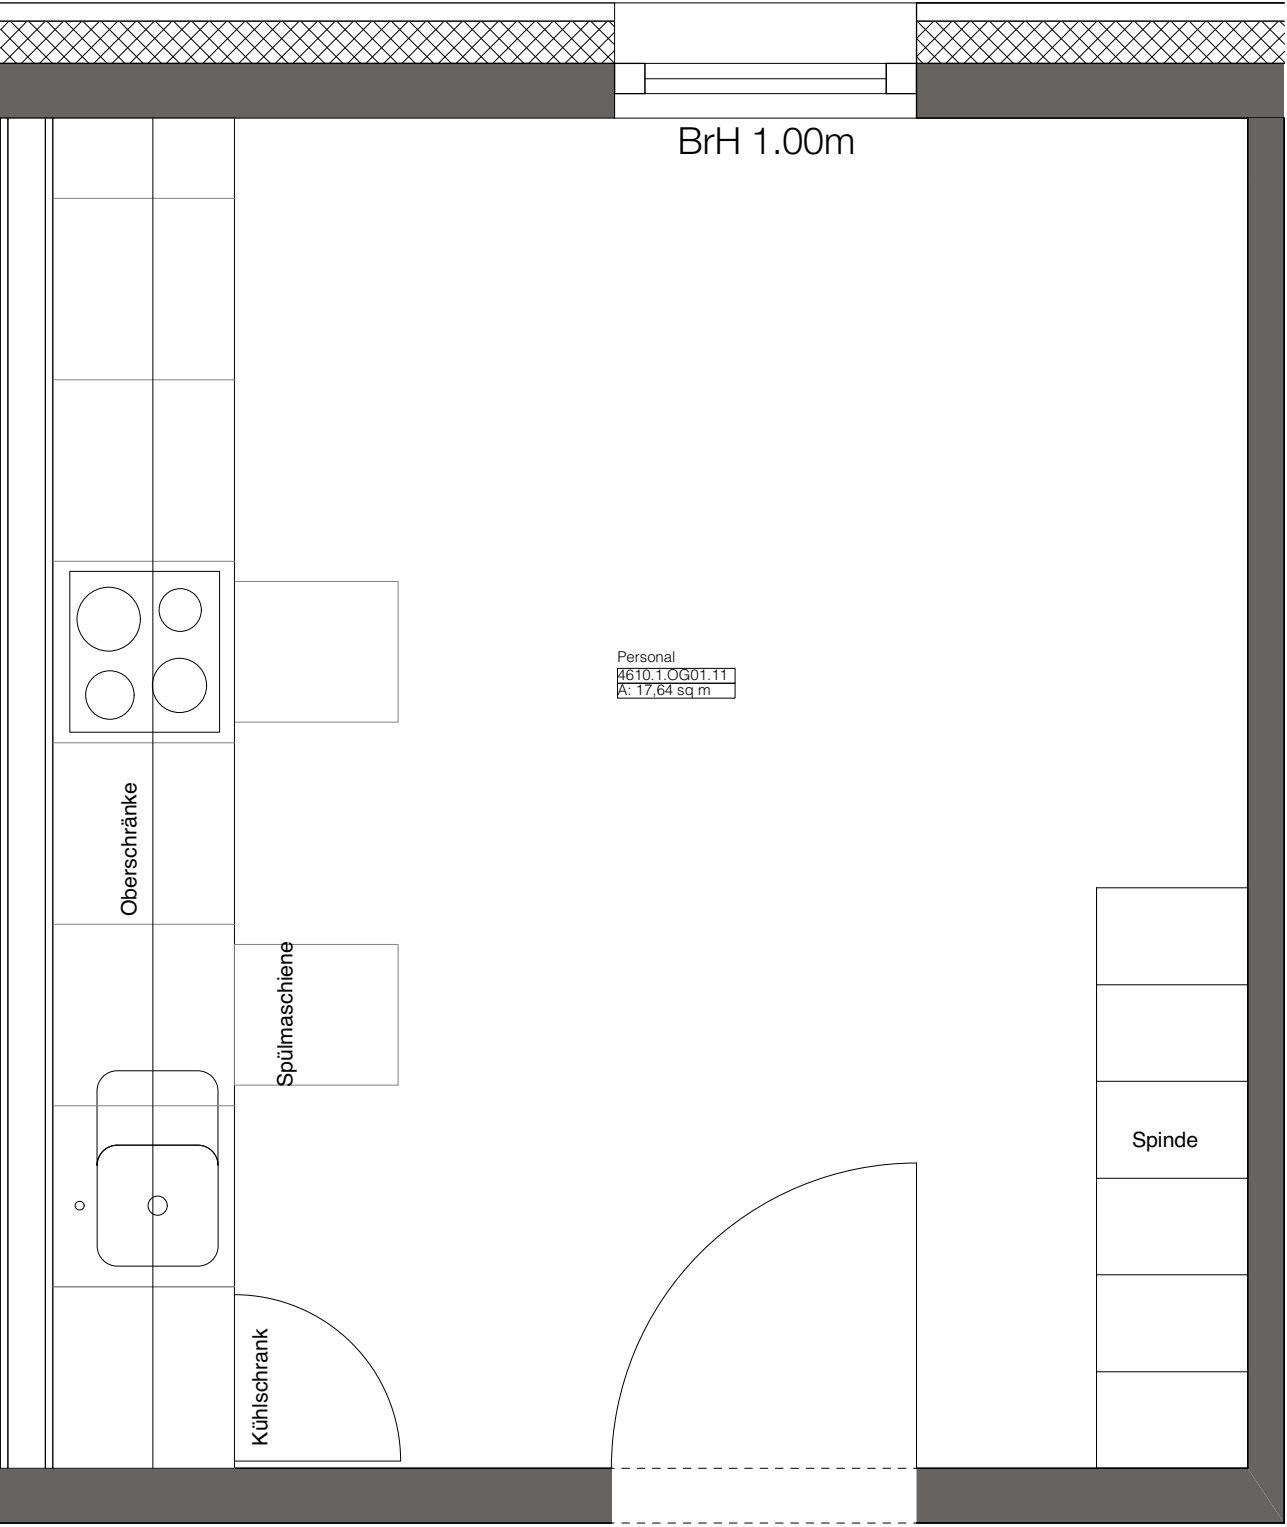 BrH 1.00m
Personal
4610.1.OG01.11
A: 17,64 sq m
Oberschränke
Spülmaschiene
Spinde
Kühlschrank